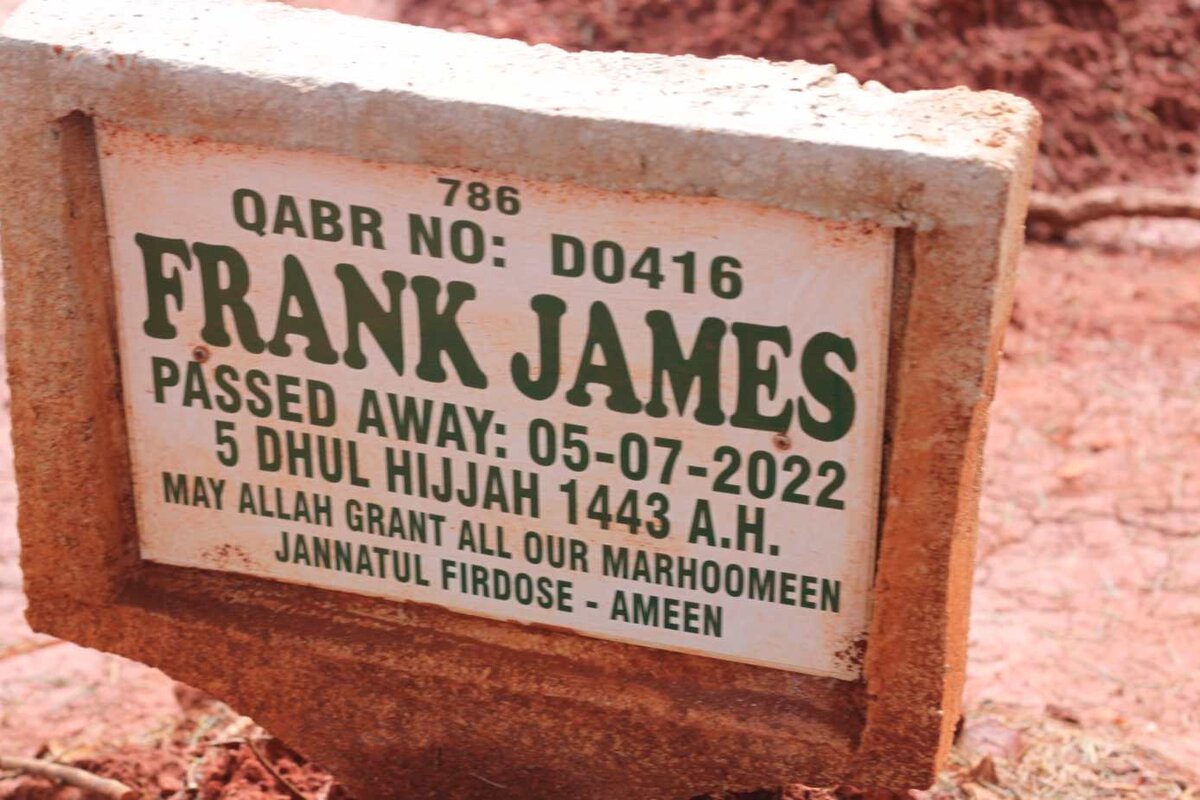 786
QABR NO: D0416
FRANK JAMES
PASSED AWAY: 05-07-2022
5 DHUL HIJJAH 1443 A.H.
MAY ALLAH GRANT ALL OUR MARHOOMEEN
JANNATUL FIRDOSE - AMEEN